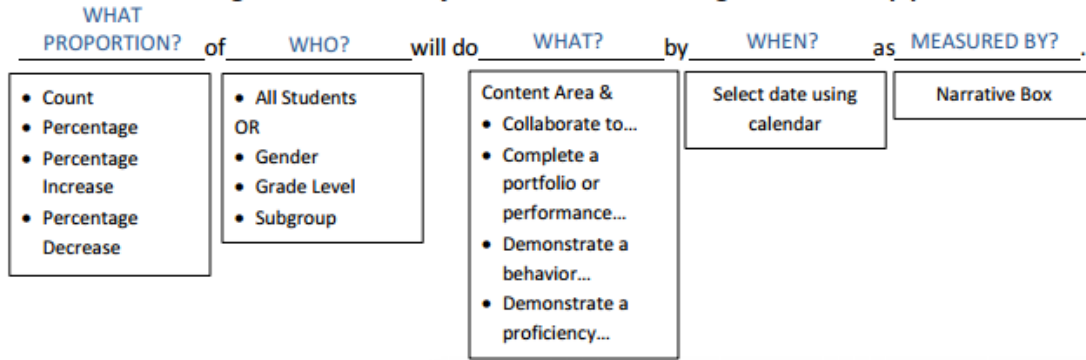 WHAT
PROPORTION? of WHO? will do WHAT? by WHEN? as MEASURED BY? .
• Count
• Percentage
• Percentage
Increase
• Percentage
Decrease
• All Students
OR
• Gender
• Grade Level
• Subgroup
Content Area &
• Collaborate to...
• Complete a
portfolio or
performance...
• Demonstrate a
behavior...
• Demonstrate a
proficiency...
Select date using
calendar
Narrative Box